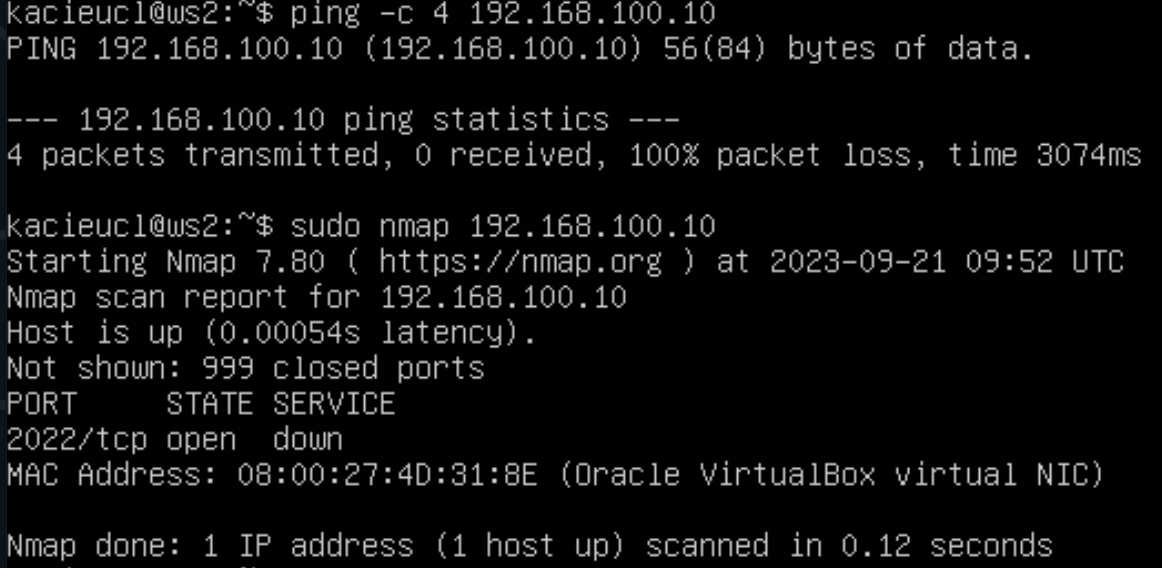 kacieucl@ws2:~$ ping -c 4 192.168.100.10
PING 192.168.100.10 (192.168.100.10) 56(84) bytes of data.
--- 192.168.100.10 ping statistics ---
4 packets transmitted, 0 received, 100% packet loss, time 3074ms
kacieucl@ws2:~$ sudo nmap 192.168.100.10
Starting Nmap 7.80 ( https://nmap.org ) at 2023-09-21 09:52 UTC
Nmap scan report for 192.168.100.10
Host is up (0.00054s latency).
Not shown: 999 closed ports
PORT     STATE SERVICE
2022/tcp open  down
MAC Address: 08:00:27:4D:31:8E (Oracle VirtualBox virtual NIC)
Nmap done: 1 IP address (1 host up) scanned in 0.12 seconds